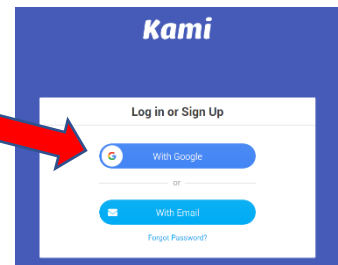 Kami
Log in or Sign Up
With Google
or
With Email
Forgot Password?